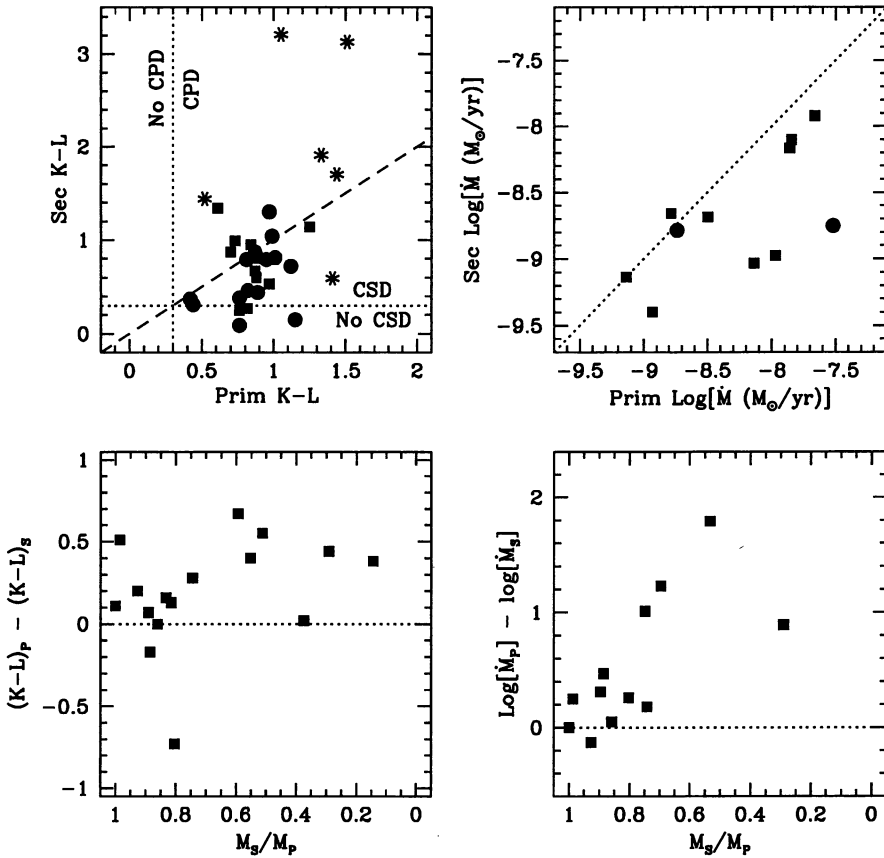 3
2
1
0
Sec K-L
No CPD
CPD
CSD
No CSD
0 0.5 1 1.5 2
Prim K-L
-7.5
-8
-8.5
-9
-9.5
Sec Log[Ṁ (M⊙/yr)]
-9.5 -9 -8.5 -8 -7.5
Prim Log[Ṁ (M⊙/yr)]
0.5
0
-0.5
-1
(K-L)P - (K-L)S
1 0.8 0.6 0.4 0.2 0
MS/MP
2
1
0
Log[ṀP] - log[ṀS]
1 0.8 0.6 0.4 0.2 0
MS/MP